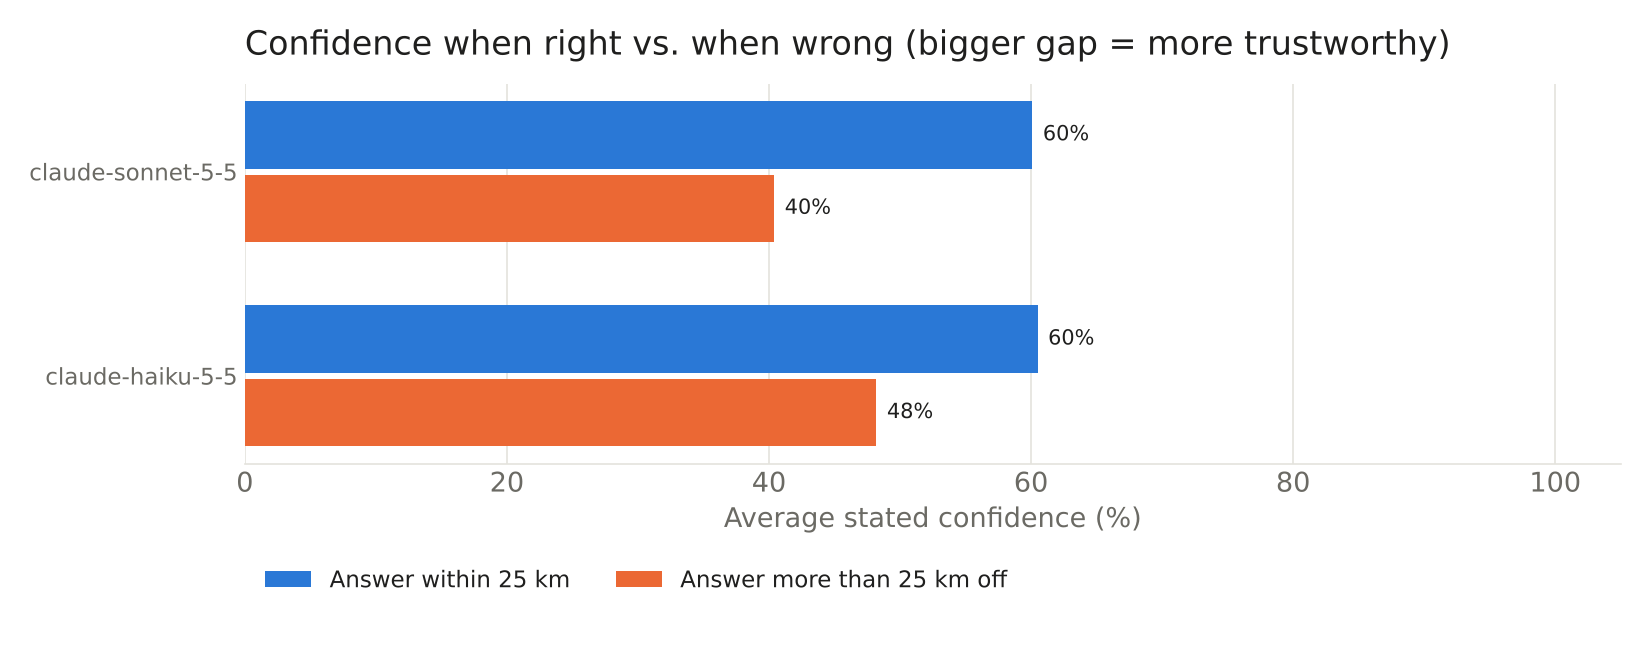 Confidence when right vs. when wrong (bigger gap = more trustworthy)
60%
claude-sonnet-5-5
40%
60%
claude-haiku-5-5
48%
0 20 40 60 80 100
Average stated confidence (%)
Answer within 25 km Answer more than 25 km off